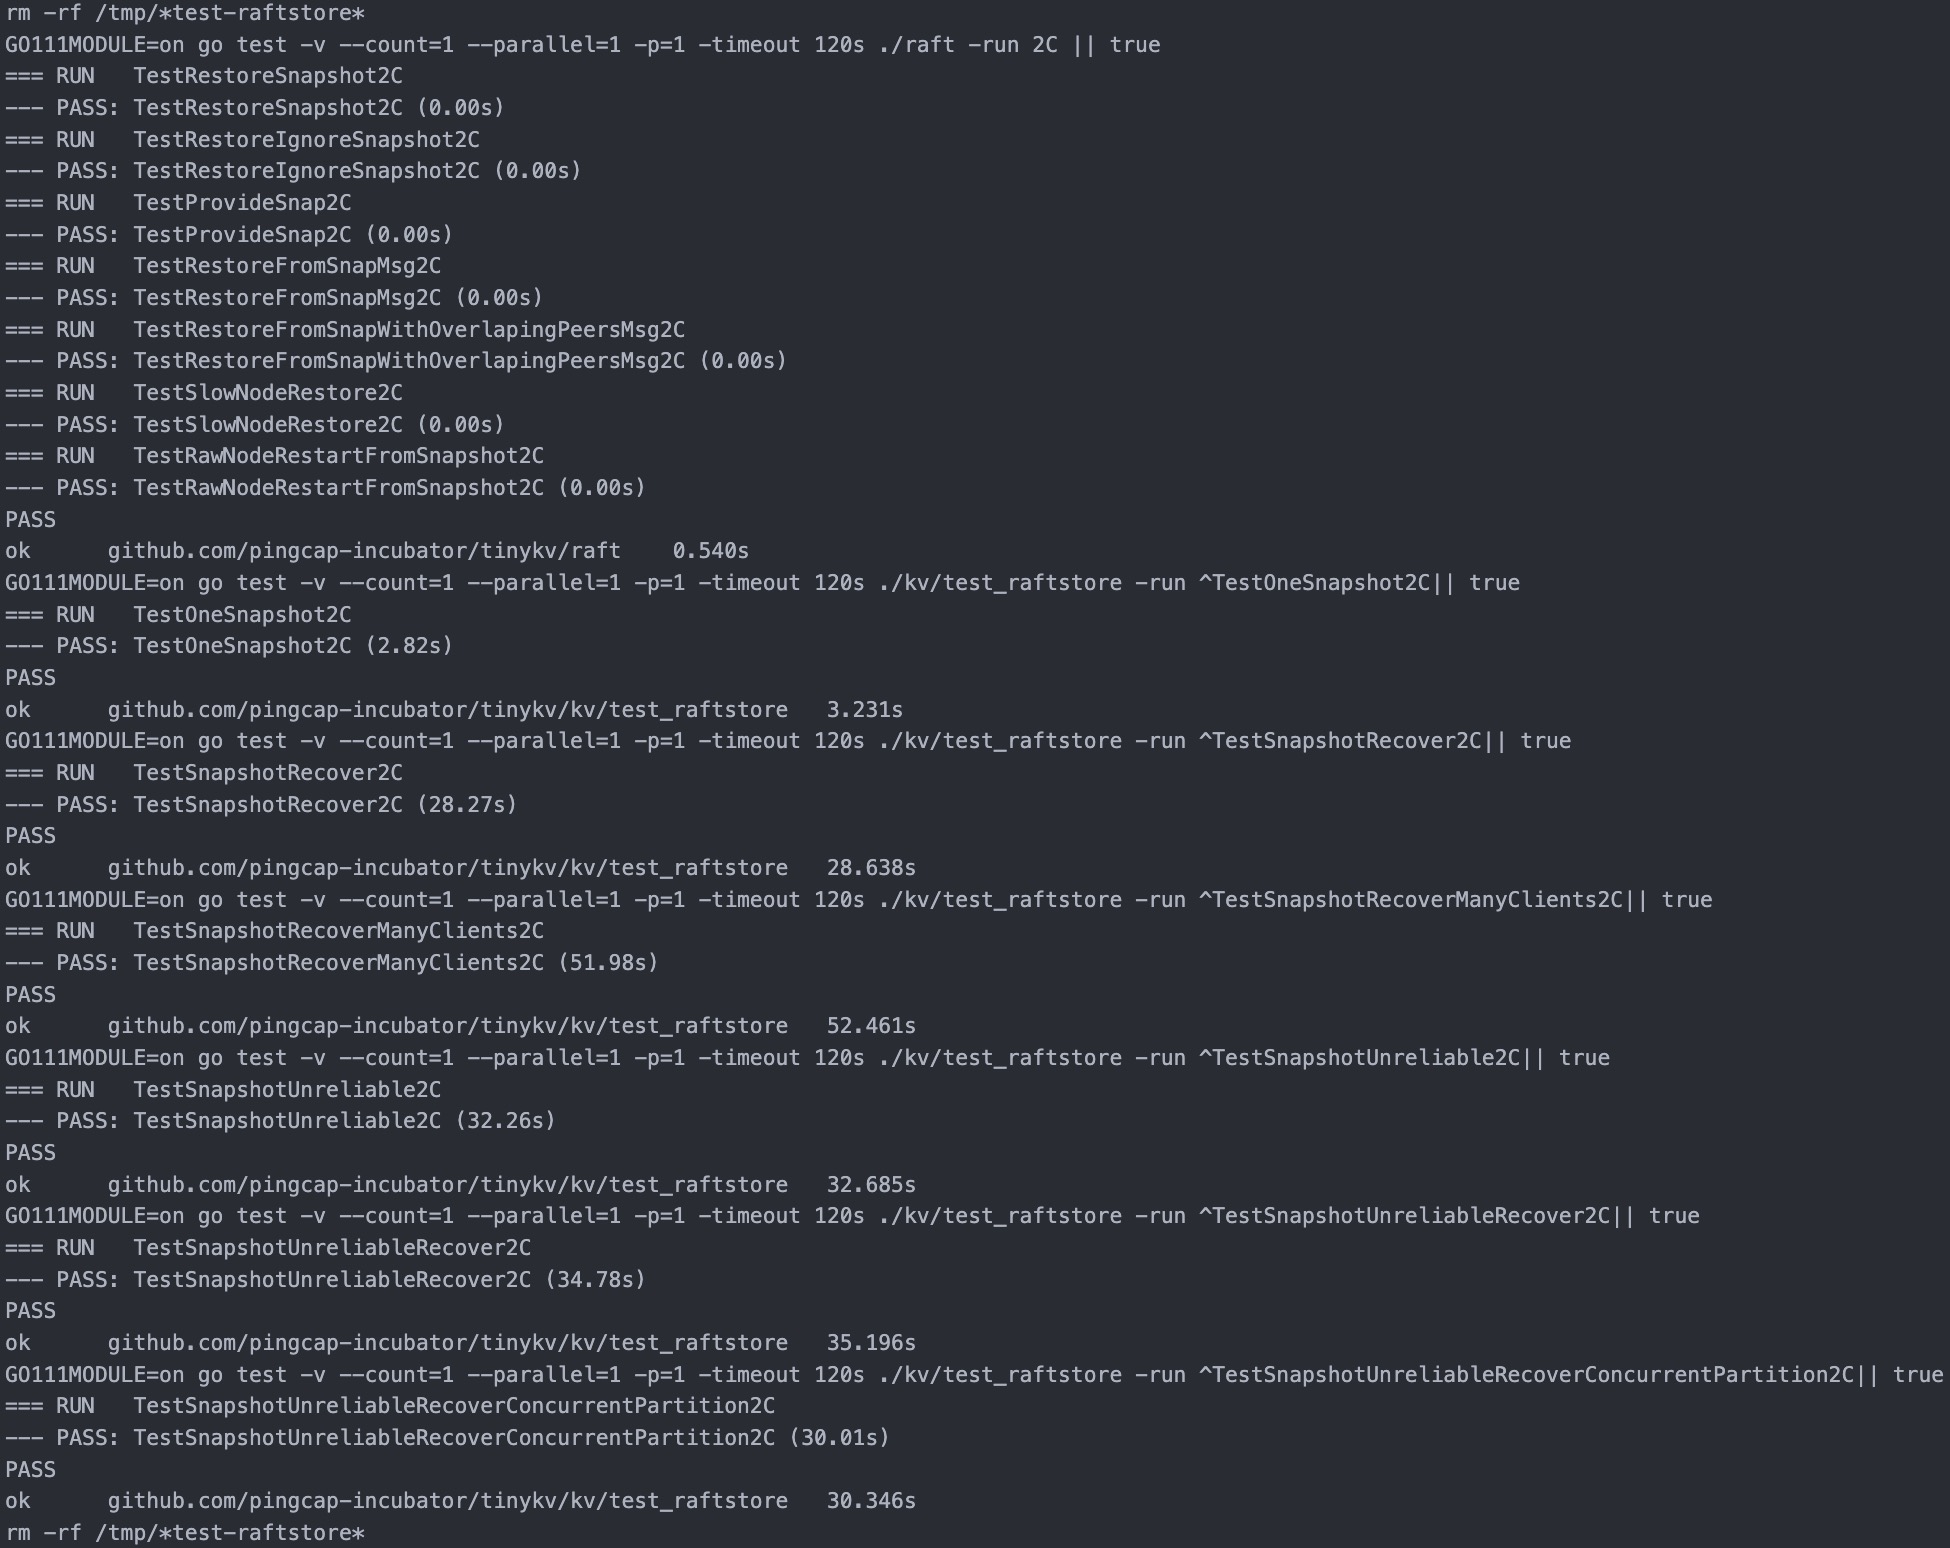 rm -rf /tmp/*test-raftstore*
GO111MODULE=on go test -v --count=1 --parallel=1 -p=1 -timeout 120s ./raft -run 2C || true
=== RUN   TestRestoreSnapshot2C
--- PASS: TestRestoreSnapshot2C (0.00s)
=== RUN   TestRestoreIgnoreSnapshot2C
--- PASS: TestRestoreIgnoreSnapshot2C (0.00s)
=== RUN   TestProvideSnap2C
--- PASS: TestProvideSnap2C (0.00s)
=== RUN   TestRestoreFromSnapMsg2C
--- PASS: TestRestoreFromSnapMsg2C (0.00s)
=== RUN   TestRestoreFromSnapWithOverlapingPeersMsg2C
--- PASS: TestRestoreFromSnapWithOverlapingPeersMsg2C (0.00s)
=== RUN   TestSlowNodeRestore2C
--- PASS: TestSlowNodeRestore2C (0.00s)
=== RUN   TestRawNodeRestartFromSnapshot2C
--- PASS: TestRawNodeRestartFromSnapshot2C (0.00s)
PASS
ok      github.com/pingcap-incubator/tinykv/raft    0.540s
GO111MODULE=on go test -v --count=1 --parallel=1 -p=1 -timeout 120s ./kv/test_raftstore -run ^TestOneSnapshot2C|| true
=== RUN   TestOneSnapshot2C
--- PASS: TestOneSnapshot2C (2.82s)
PASS
ok      github.com/pingcap-incubator/tinykv/kv/test_raftstore   3.231s
GO111MODULE=on go test -v --count=1 --parallel=1 -p=1 -timeout 120s ./kv/test_raftstore -run ^TestSnapshotRecover2C|| true
=== RUN   TestSnapshotRecover2C
--- PASS: TestSnapshotRecover2C (28.27s)
PASS
ok      github.com/pingcap-incubator/tinykv/kv/test_raftstore   28.638s
GO111MODULE=on go test -v --count=1 --parallel=1 -p=1 -timeout 120s ./kv/test_raftstore -run ^TestSnapshotRecoverManyClients2C|| true
=== RUN   TestSnapshotRecoverManyClients2C
--- PASS: TestSnapshotRecoverManyClients2C (51.98s)
PASS
ok      github.com/pingcap-incubator/tinykv/kv/test_raftstore   52.461s
GO111MODULE=on go test -v --count=1 --parallel=1 -p=1 -timeout 120s ./kv/test_raftstore -run ^TestSnapshotUnreliable2C|| true
=== RUN   TestSnapshotUnreliable2C
--- PASS: TestSnapshotUnreliable2C (32.26s)
PASS
ok      github.com/pingcap-incubator/tinykv/kv/test_raftstore   32.685s
GO111MODULE=on go test -v --count=1 --parallel=1 -p=1 -timeout 120s ./kv/test_raftstore -run ^TestSnapshotUnreliableRecover2C|| true
=== RUN   TestSnapshotUnreliableRecover2C
--- PASS: TestSnapshotUnreliableRecover2C (34.78s)
PASS
ok      github.com/pingcap-incubator/tinykv/kv/test_raftstore   35.196s
GO111MODULE=on go test -v --count=1 --parallel=1 -p=1 -timeout 120s ./kv/test_raftstore -run ^TestSnapshotUnreliableRecoverConcurrentPartition2C|| true
=== RUN   TestSnapshotUnreliableRecoverConcurrentPartition2C
--- PASS: TestSnapshotUnreliableRecoverConcurrentPartition2C (30.01s)
PASS
ok      github.com/pingcap-incubator/tinykv/kv/test_raftstore   30.346s
rm -rf /tmp/*test-raftstore*